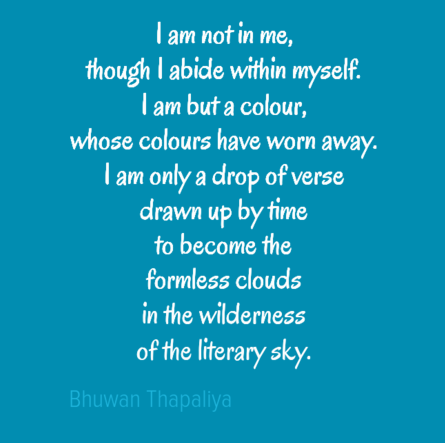 I am not in me,
though I abide within myself.
I am but a colour,
whose colours have worn away.
I am only a drop of verse
drawn up by time
to become the
formless clouds
in the wilderness
of the literary sky.
Bhuwan Thapaliya